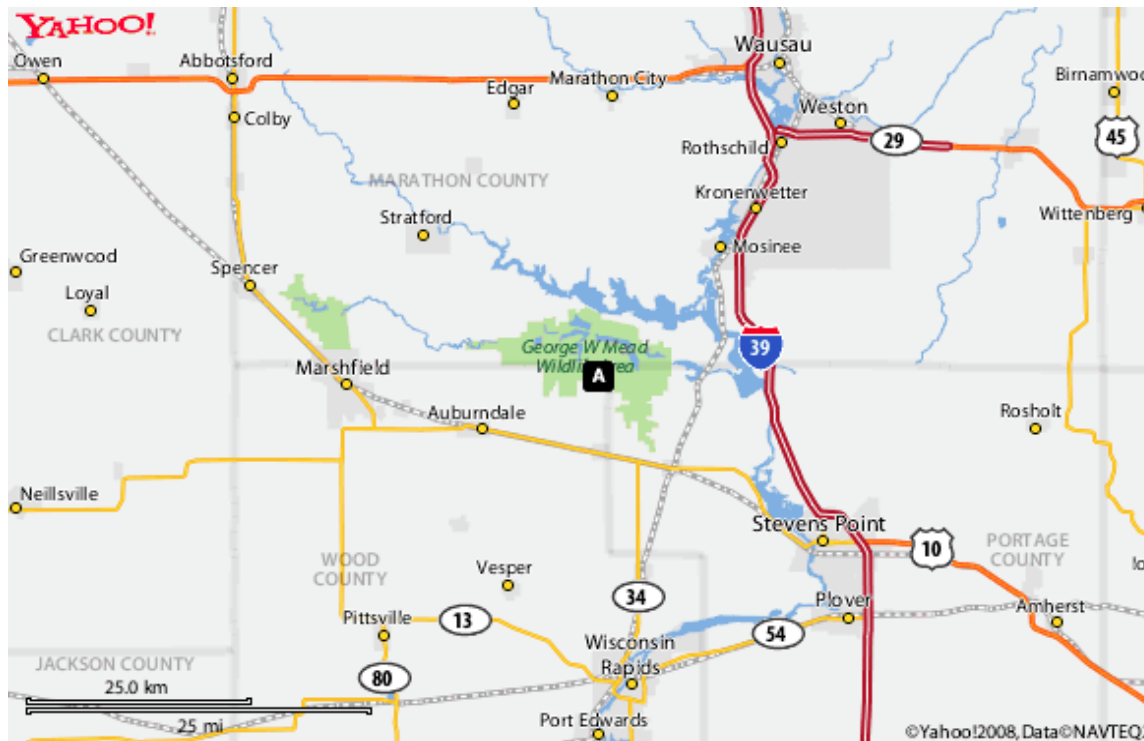 YAHOO!
Owen
Abbotsford
Wausau
Edgar
Marathon City
Birnamwoo
Colby
Weston
45
Rothschild
29
MARATHON COUNTY
Kronenwetter
Stratford
Wittenberg
Mosinee
Greenwood
Spencer
Loyal
CLARK COUNTY
George W Mead
Wildlife Area
39
A
Marshfield
Auburndale
Rosholt
Neillsville
Stevens Point
WOOD
COUNTY
10
PORTAGE
COUNTY
Vesper
34
Plover
Amherst
Pittsville
13
54
Wisconsin
Rapids
JACKSON COUNTY
80
25.0 km
25 mi
Port Edwards
©Yahoo!2008, Data©NAVTEQ